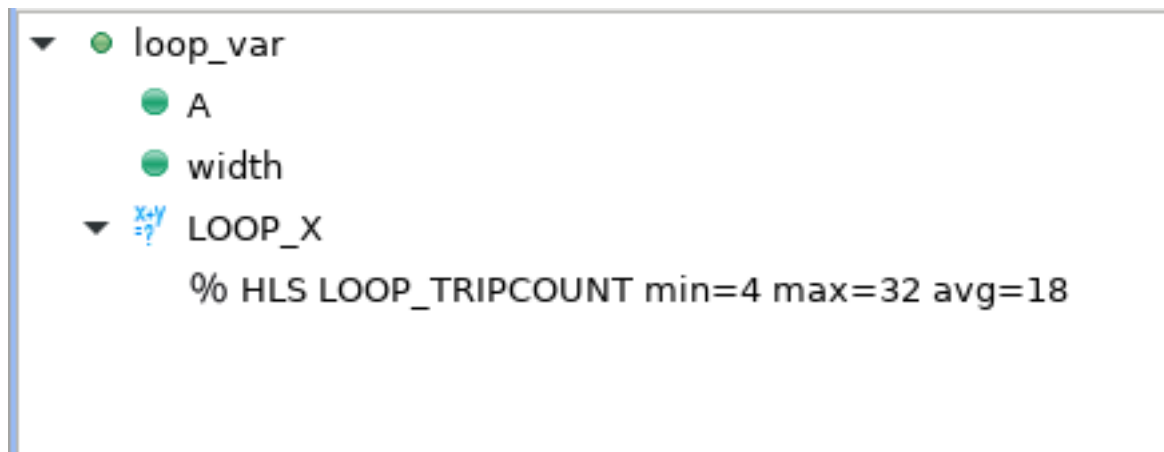 loop_var
A
width
x+y
=?
LOOP_X
% HLS LOOP_TRIPCOUNT min=4 max=32 avg=18